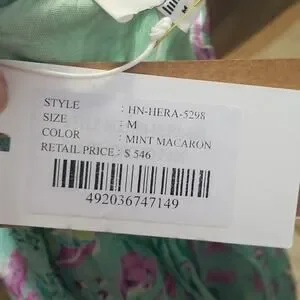 M
STYLE : HN-HERA-5298
SIZE : M
COLOR : MINT MACARON
RETAIL PRICE : $ 546
492036747149